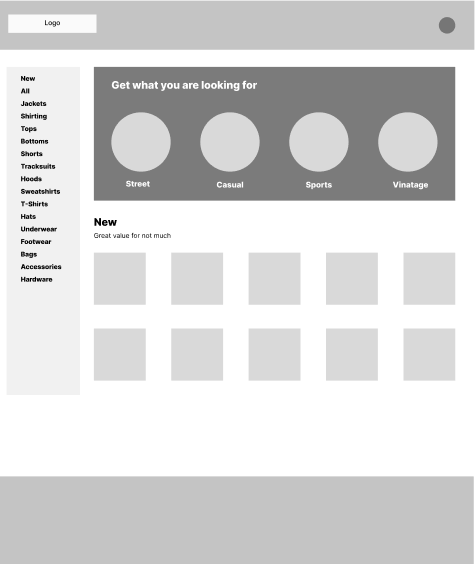 Logo
New
All
Jackets
Shirting
Tops
Bottoms
Shorts
Tracksuits
Hoods
Sweatshirts
T-Shirts
Hats
Underwear
Footwear
Bags
Accessories
Hardware
Get what you are looking for
Street
Casual
Sports
Vinatage
New
Great value for not much